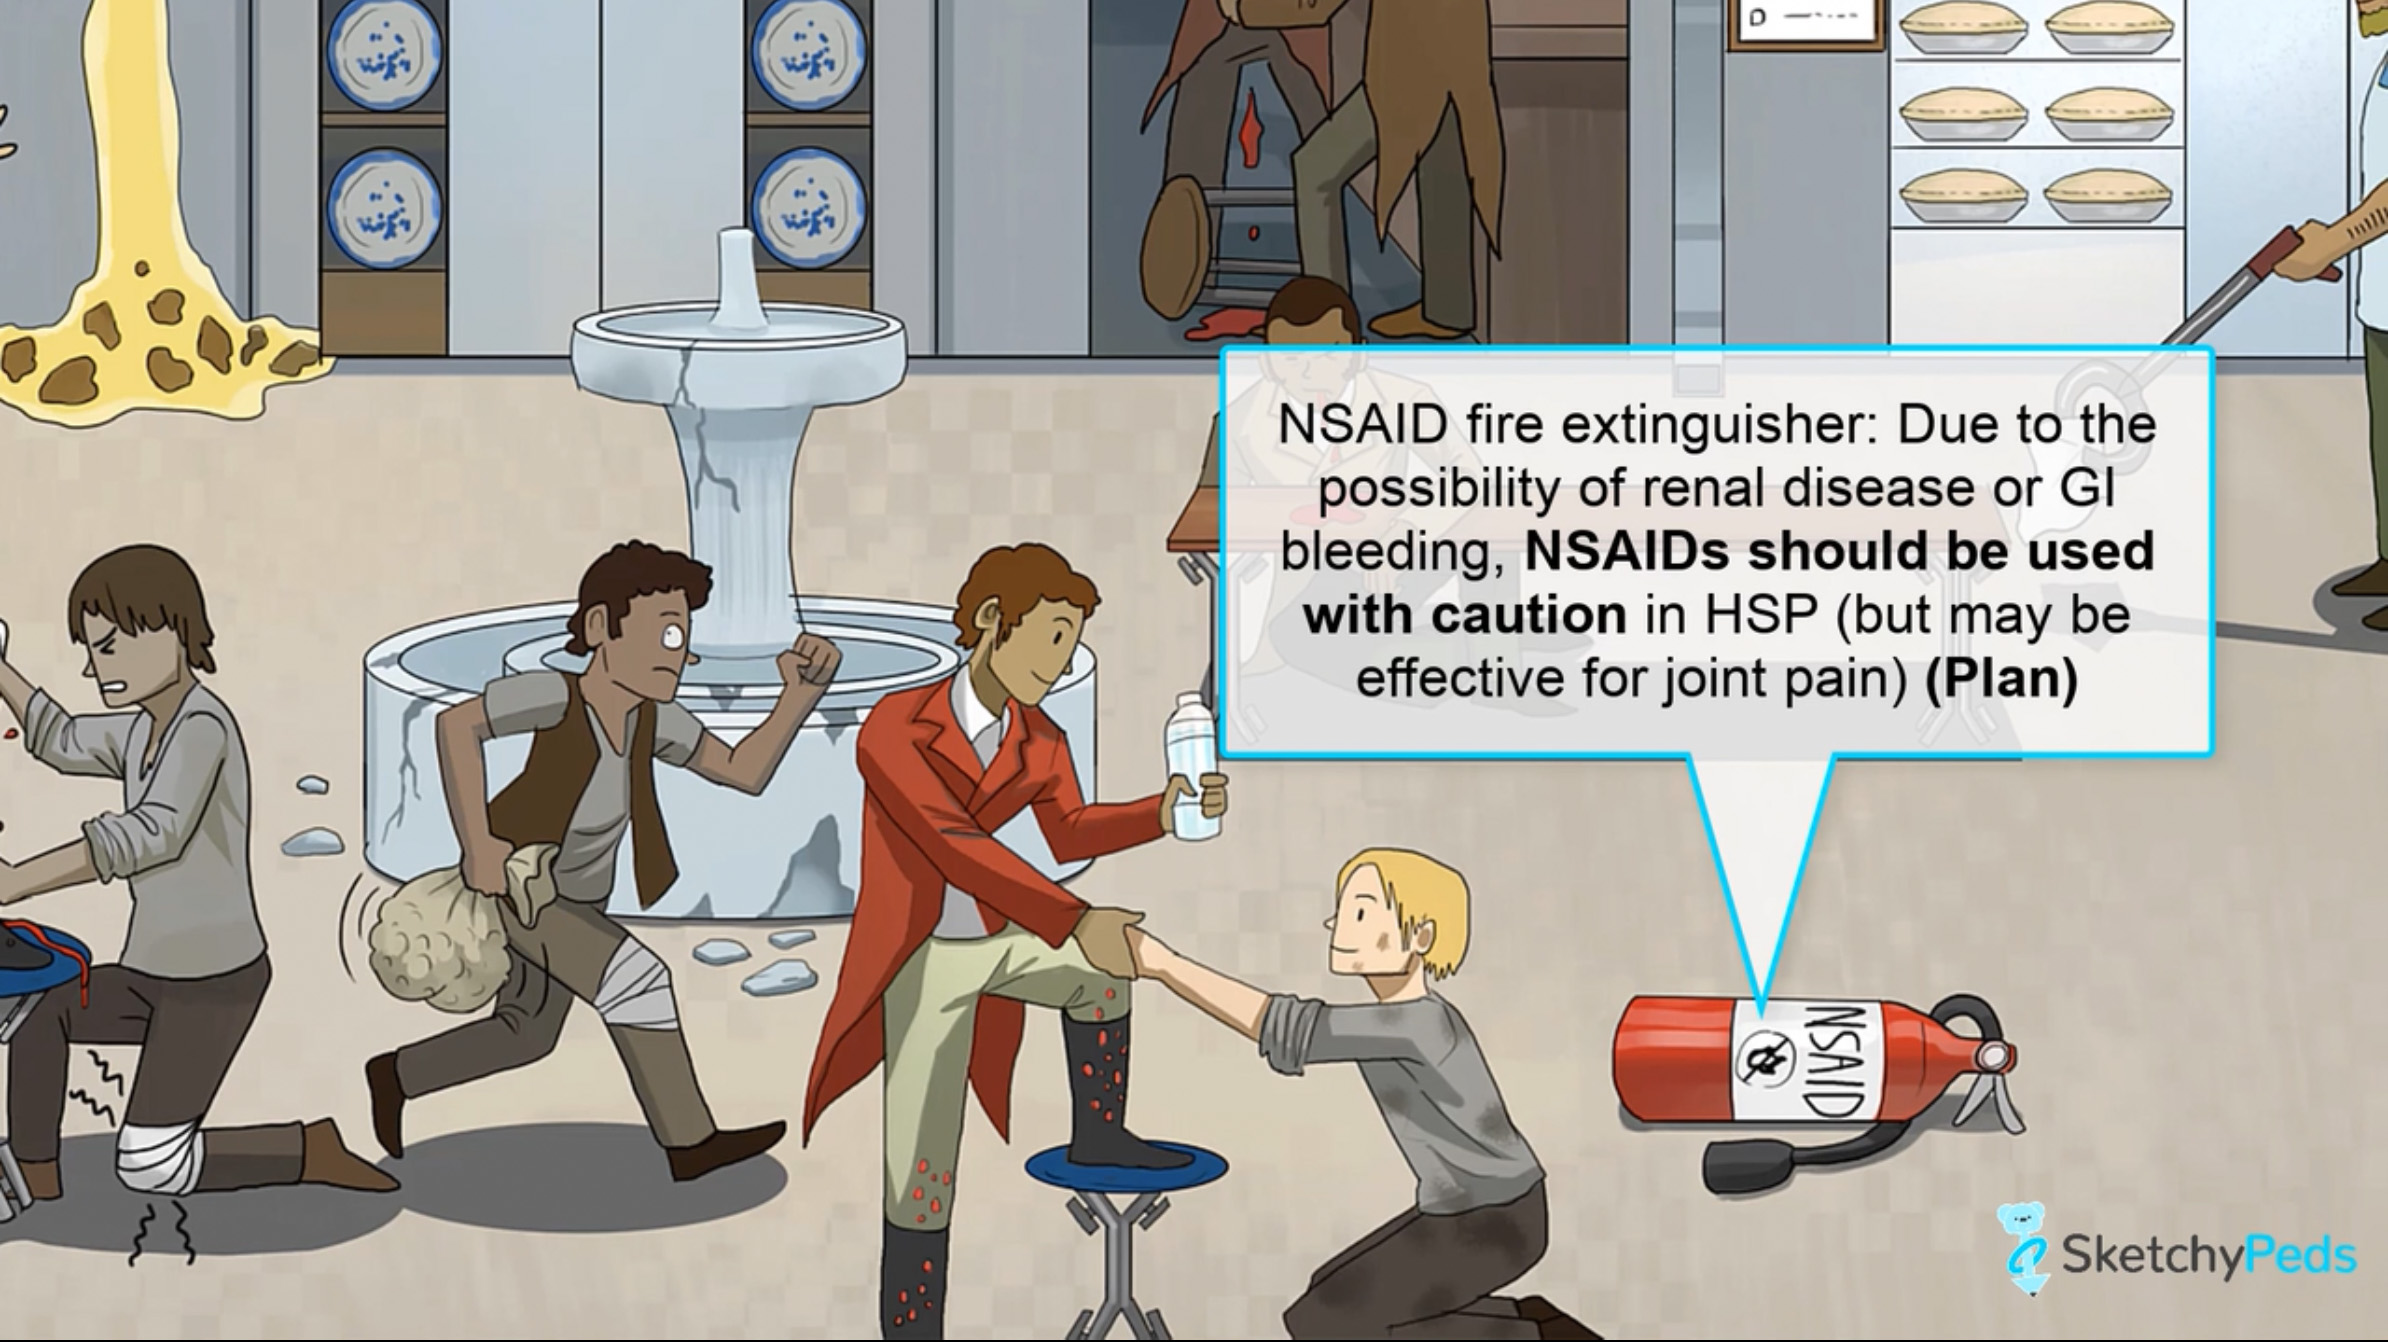 D
NSAID fire extinguisher: Due to the
possibility of renal disease or GI
bleeding, NSAIDs should be used
with caution in HSP (but may be
effective for joint pain) (Plan)
NSAID
SketchyPeds